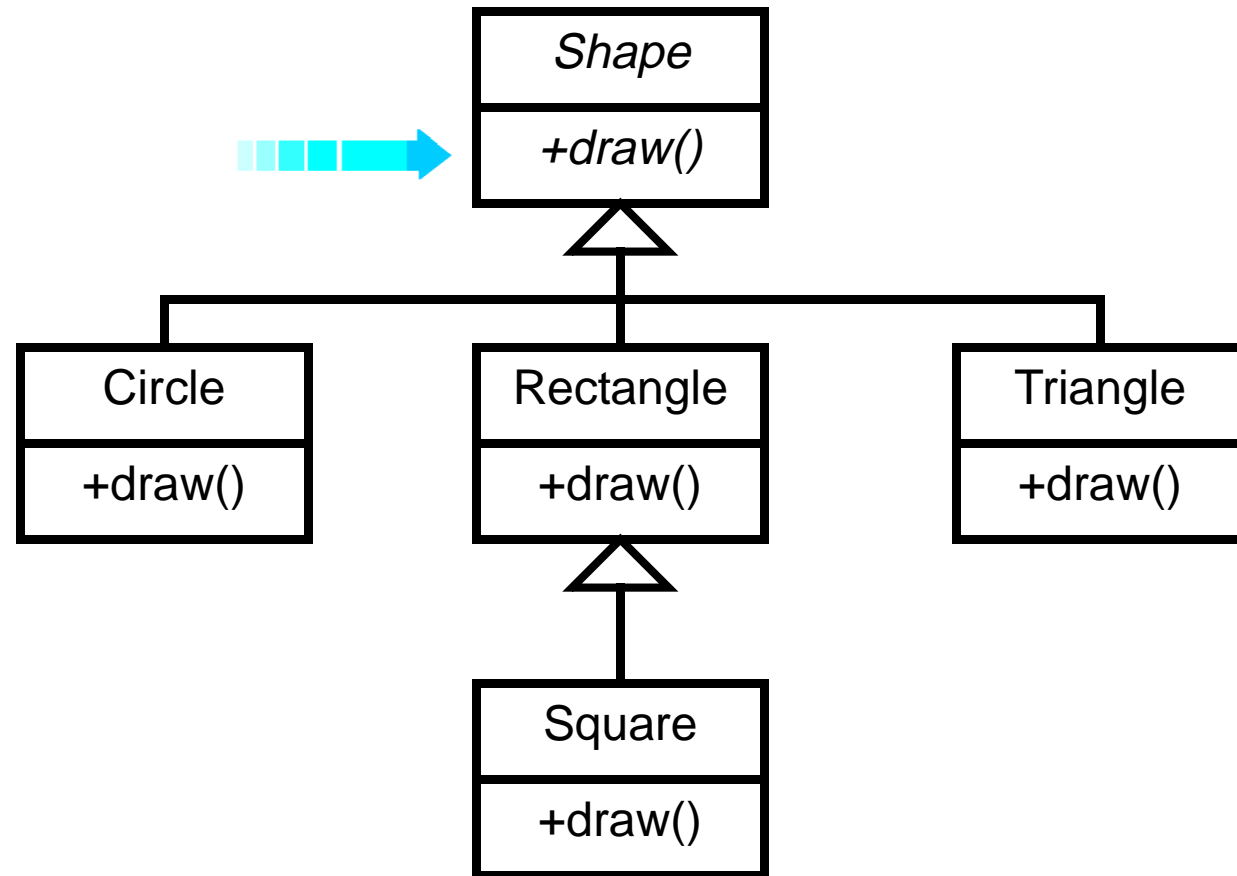 Shape
+draw()
Circle
+draw()
Rectangle
+draw()
Triangle
+draw()
Square
+draw()